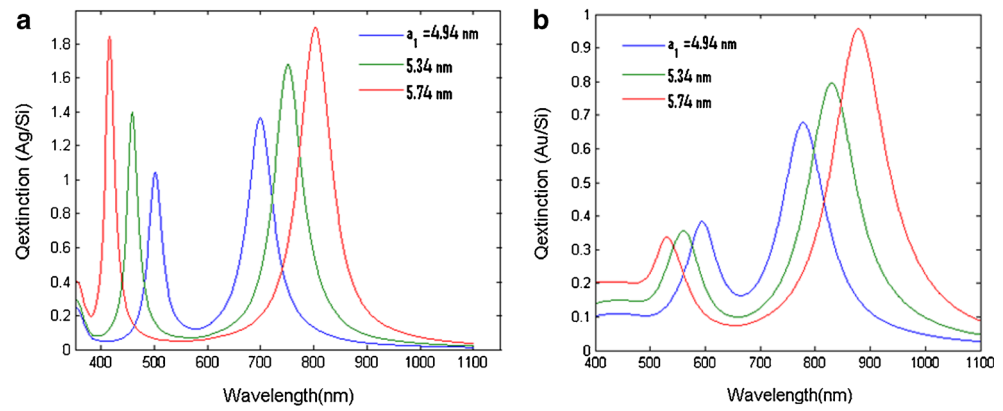 a
Qextinction (Ag/Si)
1.8
1.6
1.4
1.2
1
0.8
0.6
0.4
0.2
0
400 500 600 700 800 900 1000 1100
Wavelength(nm)
a1 =4.94 nm
5.34 nm
5.74 nm
b
Qextinction (Au/Si)
1
0.9
0.8
0.7
0.6
0.5
0.4
0.3
0.2
0.1
0
400 500 600 700 800 900 1000 1100
Wavelength(nm)
a1 =4.94 nm
5.34 nm
5.74 nm